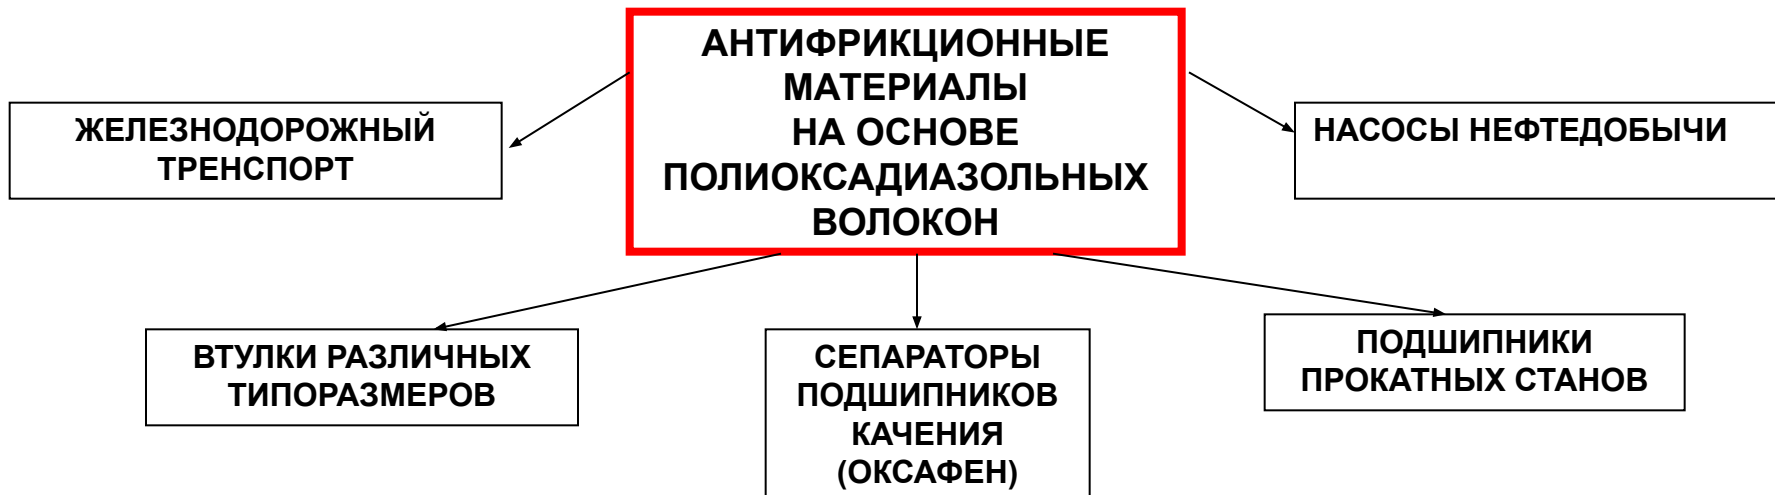 АНТИФРИКЦИОННЫЕ
МАТЕРИАЛЫ
НА ОСНОВЕ
ПОЛИОКСАДИАЗОЛЬНЫХ
ВОЛОКОН
ЖЕЛЕЗНОДОРОЖНЫЙ
ТРЕНСПОРТ
НАСОСЫ НЕФТЕДОБЫЧИ
ВТУЛКИ РАЗЛИЧНЫХ
ТИПОРАЗМЕРОВ
СЕПАРАТОРЫ
ПОДШИПНИКОВ
КАЧЕНИЯ
(ОКСАФЕН)
ПОДШИПНИКИ
ПРОКАТНЫХ СТАНОВ